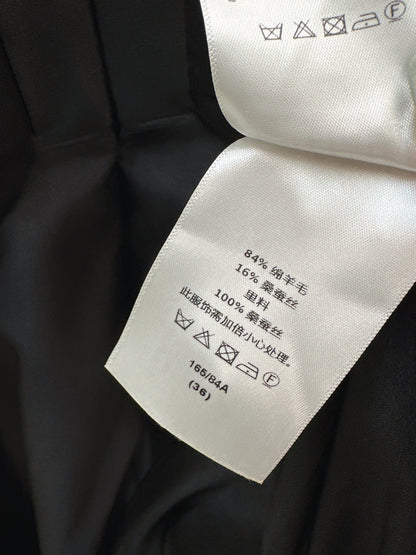 F
84% 绵羊毛
16% 桑蚕丝
里料
100% 桑蚕丝
此服饰需加倍小心处理。
F
165/84A
(36)